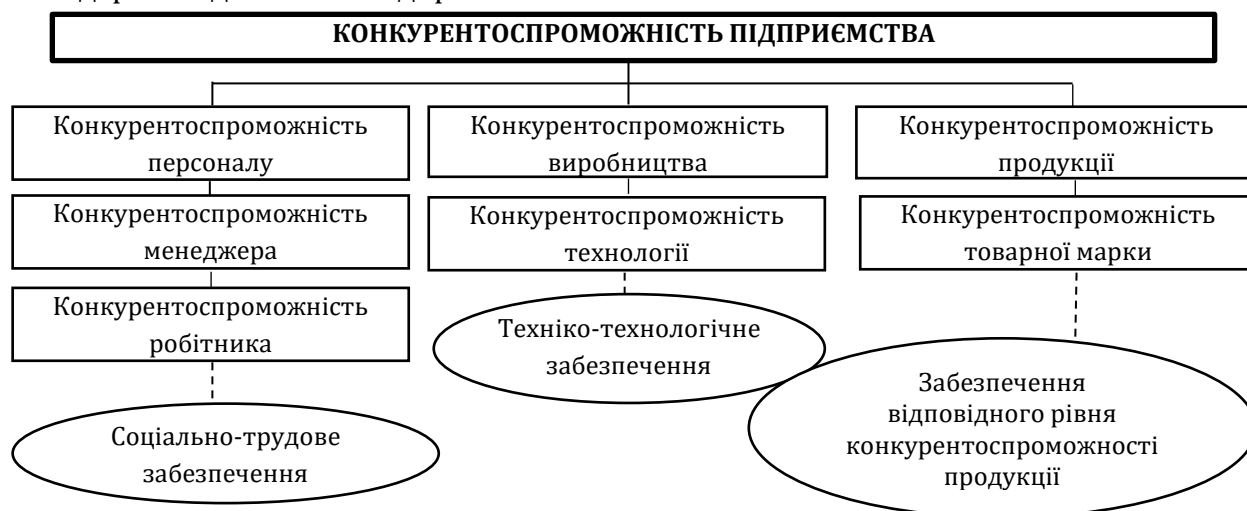 КОНКУРЕНТОСПРОМОЖНІСТЬ ПІДПРИЄМСТВА
Конкурентоспроможність
персоналу
Конкурентоспроможність
виробництва
Конкурентоспроможність
продукції
Конкурентоспроможність
менеджера
Конкурентоспроможність
технології
Конкурентоспроможність
товарної марки
Конкурентоспроможність
робітника
Техніко-технологічне
забезпечення
Забезпечення
відповідного рівня
конкурентоспроможності
продукції
Соціально-трудове
забезпечення